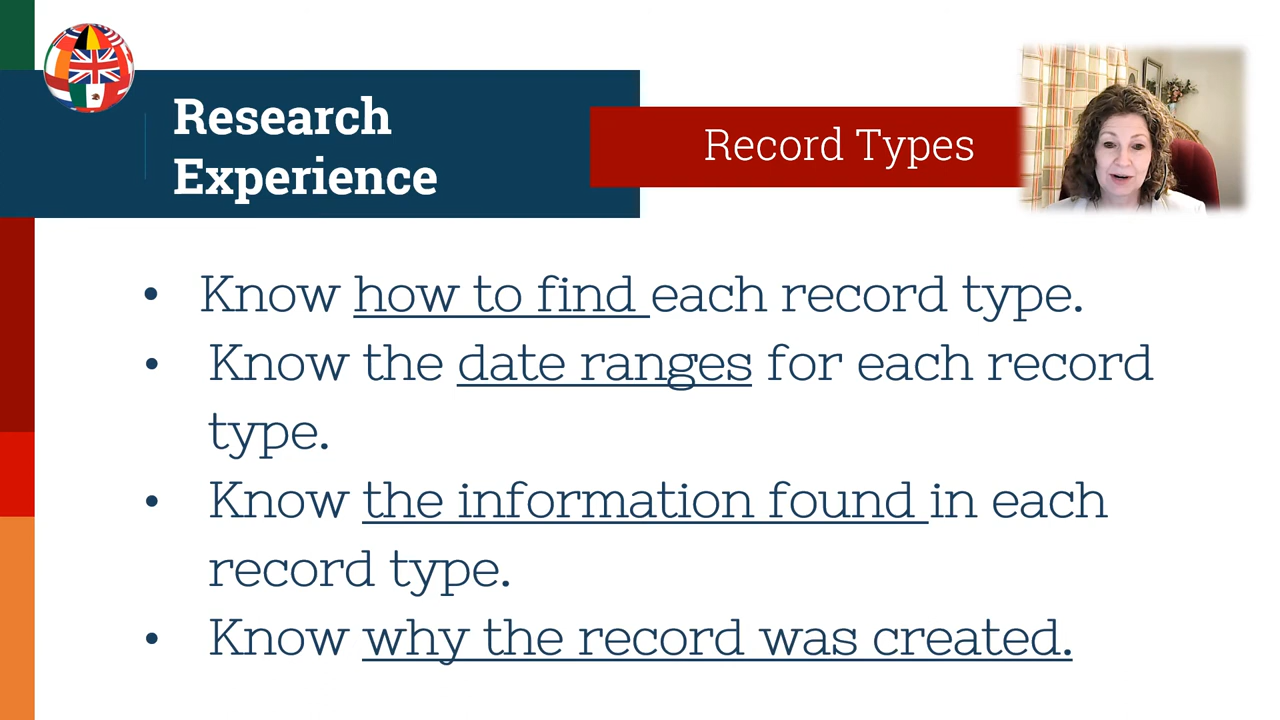 Research
Experience
Record Types
• Know how to find each record type.
• Know the date ranges for each record
type.
• Know the information found in each
record type.
• Know why the record was created.